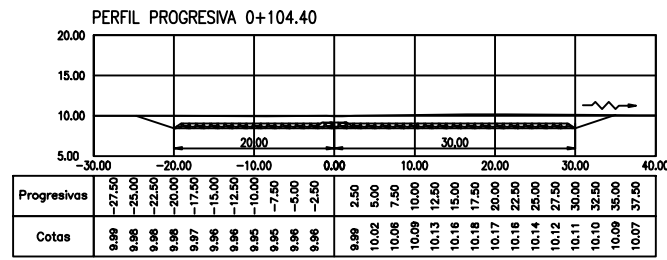 PERFIL PROGRESIVA 0+104.40
20.00
15.00
10.00
5.00
20.00 30.00
-30.00 -20.00 -10.00 0.00 10.00 20.00 30.00 40.00
Progresivas -27.50 -25.00 -22.50 -20.00 -17.50 -15.00 -12.50 -10.00 -7.50 -5.00 -2.50 2.50 5.00 7.50 10.00 12.50 15.00 17.50 20.00 22.50 25.00 27.50 30.00 32.50 35.00 37.50
Cotas 9.99 9.98 9.98 9.98 9.97 9.96 9.96 9.95 9.95 9.96 9.96 9.99 10.02 10.06 10.09 10.13 10.16 10.18 10.17 10.16 10.14 10.12 10.11 10.10 10.09 10.07